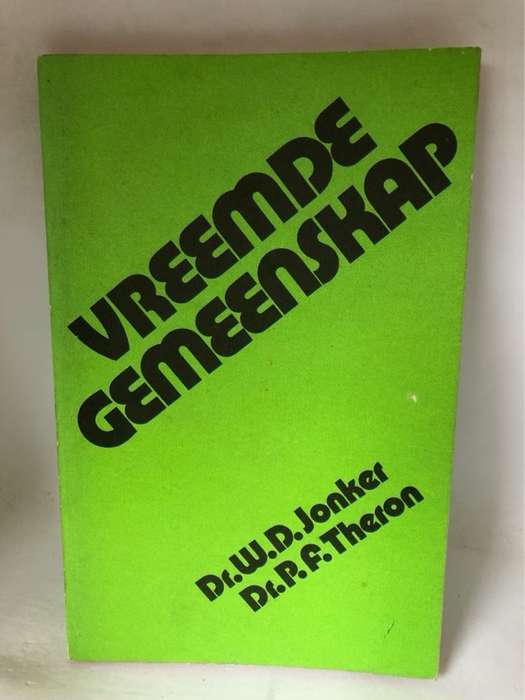 VREEMDE
GEMEENSKAP
Dr. W. D. Jonker
Dr. P. F. Theron